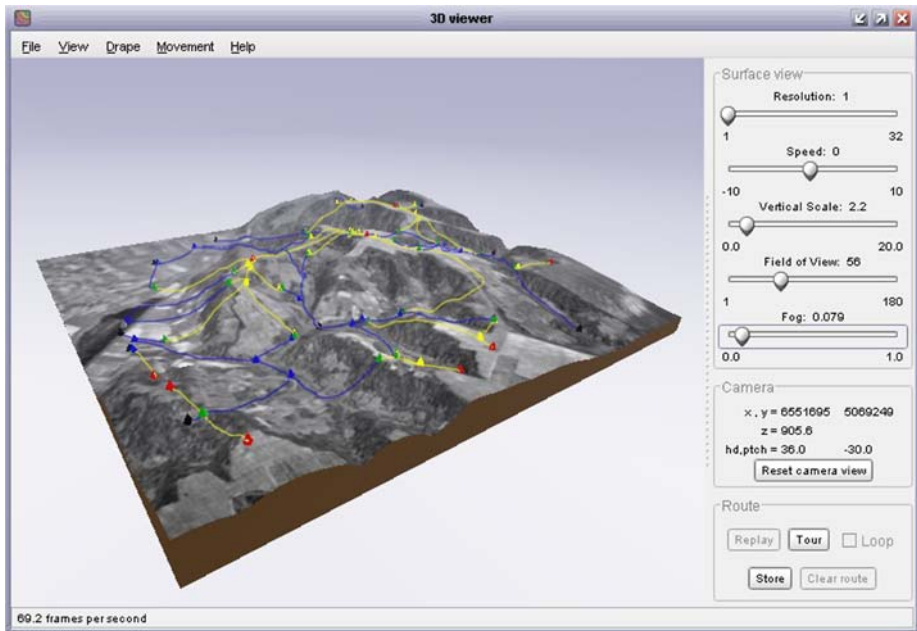 3D viewer
File View Drape Movement Help
Surface view
Resolution: 1
1 32
Speed: 0
-10 10
Vertical Scale: 2.2
0.0 20.0
Field of View: 56
1 180
Fog: 0.079
0.0 1.0
Camera
x, y = 6551695 5069249
z = 905.6
hd,ptch = 36.0 -30.0
Reset camera view
Route
Replay Tour Loop
Store Clear route
69.2 frames per second